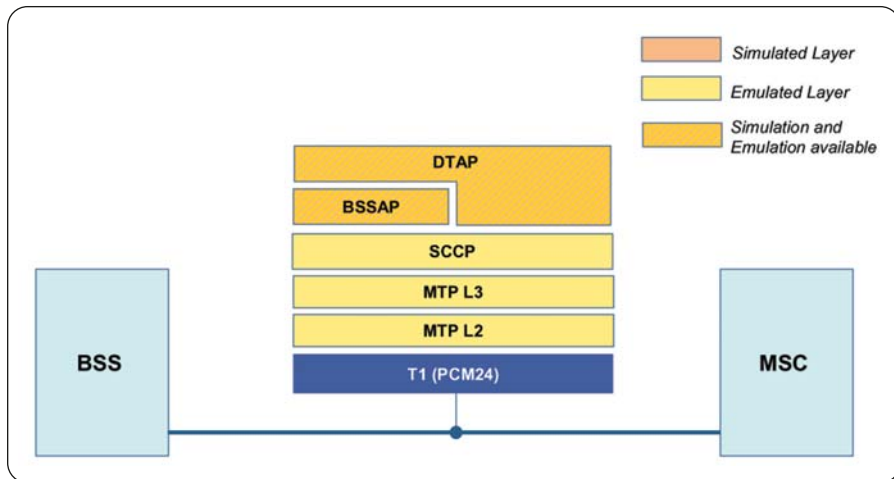 Simulated Layer
Emulated Layer
Simulation and
Emulation available
DTAP
BSSAP
SCCP
MTP L3
MTP L2
T1 (PCM24)
BSS
MSC